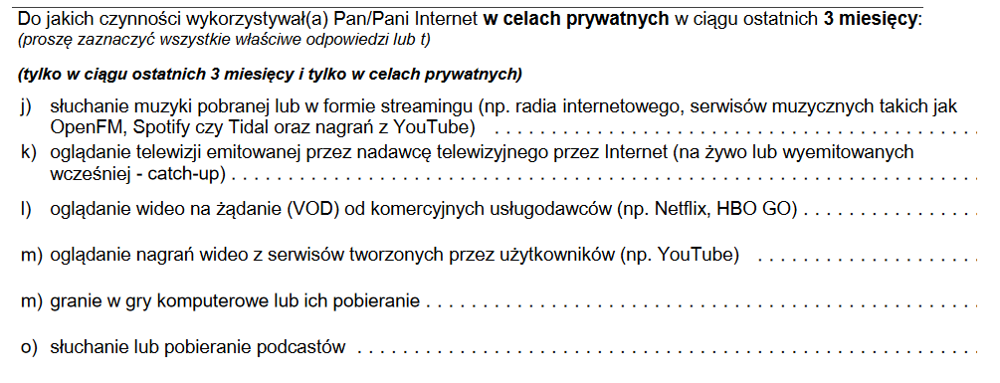 Do jakich czynności wykorzystywał(a) Pan/Pani Internet w celach prywatnych w ciągu ostatnich 3 miesięcy:
(proszę zaznaczyć wszystkie właściwe odpowiedzi lub t)
(tylko w ciągu ostatnich 3 miesięcy i tylko w celach prywatnych)
j) słuchanie muzyki pobranej lub w formie streamingu (np. radia internetowego, serwisów muzycznych takich jak
OpenFM, Spotify czy Tidal oraz nagrań z YouTube) . . . . . . . . . . . . . . . . . . . . . . . . . . . . . . . . . .
k) oglądanie telewizji emitowanej przez nadawcę telewizyjnego przez Internet (na żywo lub wyemitowanych
wcześniej - catch-up) . . . . . . . . . . . . . . . . . . . . . . . . . . . . . . . . . . . . . . . . . . . . . . . . . . . . .
l) oglądanie wideo na żądanie (VOD) od komercyjnych usługodawców (np. Netflix, HBO GO) . . . . . . . . . . . . .
m) oglądanie nagrań wideo z serwisów tworzonych przez użytkowników (np. YouTube) . . . . . . . . . . . . . . . .
m) granie w gry komputerowe lub ich pobieranie . . . . . . . . . . . . . . . . . . . . . . . . . . . . . . . . . . . . . . .
o) słuchanie lub pobieranie podcastów . . . . . . . . . . . . . . . . . . . . . . . . . . . . . . . . . . . . . . . . . . . .